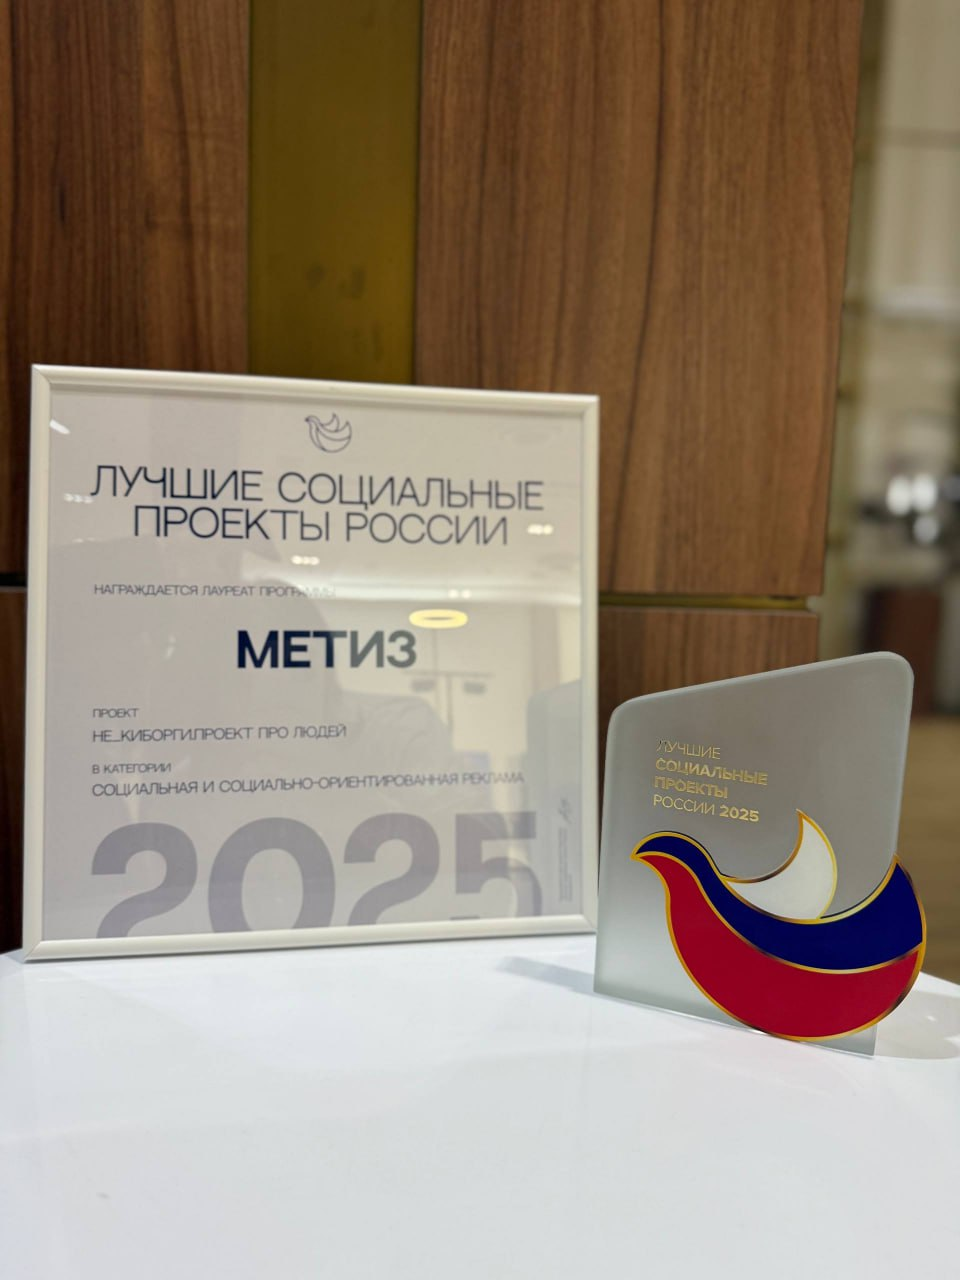 ЛУЧШИЕ СОЦИАЛЬНЫЕ
ПРОЕКТЫ РОССИИ
НАГРАЖДАЕТСЯ ЛАУРЕАТ ПРОГРАММЫ
МЕТИЗ
ПРОЕКТ
НЕ_КИБОРГИ.ПРОЕКТ ПРО ЛЮДЕЙ
В КАТЕГОРИИ
СОЦИАЛЬНАЯ И СОЦИАЛЬНО-ОРИЕНТИРОВАННАЯ РЕКЛАМА
2025
ЛУЧШИЕ
СОЦИАЛЬНЫЕ
ПРОЕКТЫ
РОССИИ 2025